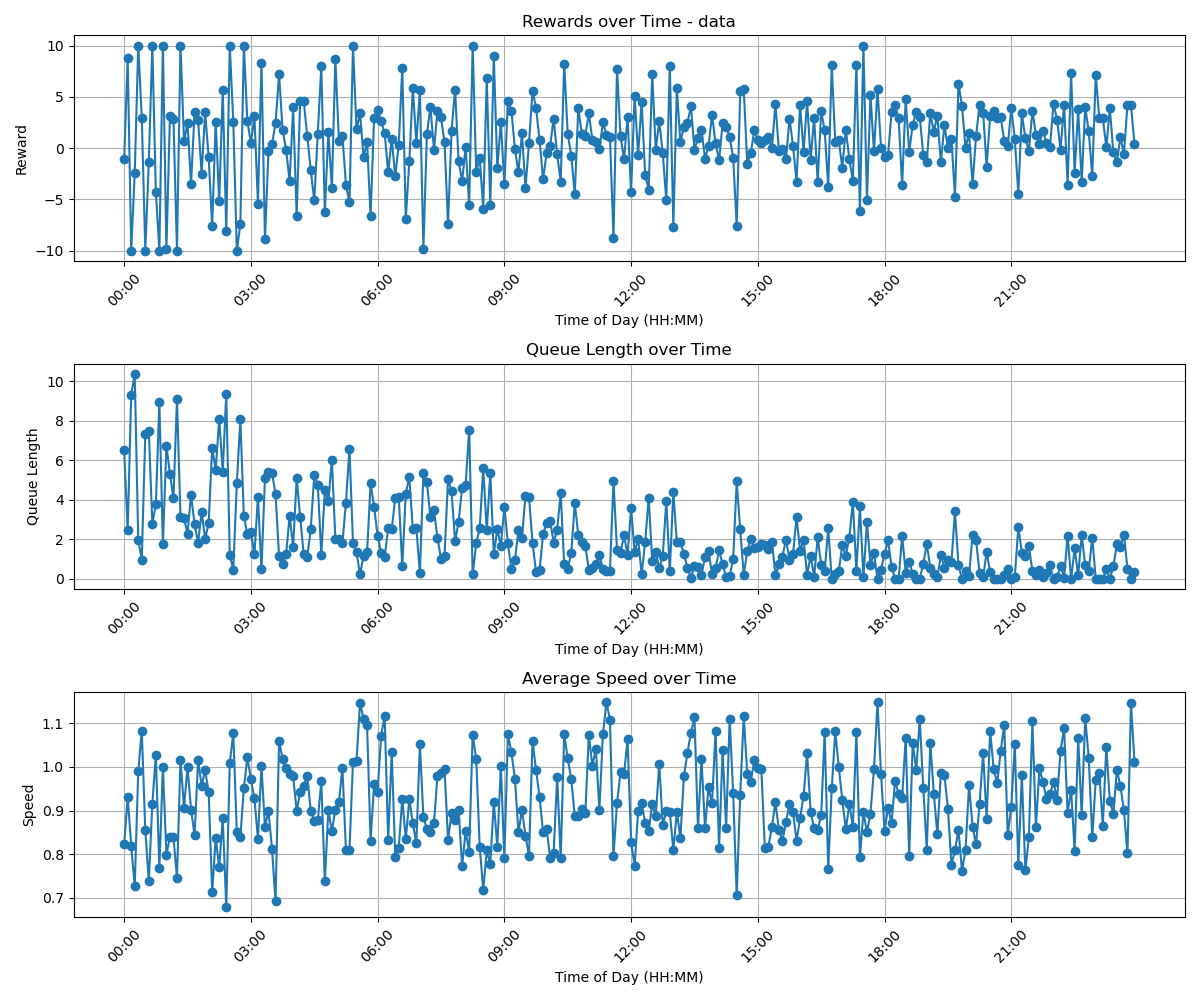 Rewards over Time - data
Reward
10
5
0
−5
−10
00:00 03:00 06:00 09:00 12:00 15:00 18:00 21:00
Time of Day (HH:MM)
Queue Length over Time
Queue Length
10
8
6
4
2
0
00:00 03:00 06:00 09:00 12:00 15:00 18:00 21:00
Time of Day (HH:MM)
Average Speed over Time
Speed
1.1
1.0
0.9
0.8
0.7
00:00 03:00 06:00 09:00 12:00 15:00 18:00 21:00
Time of Day (HH:MM)